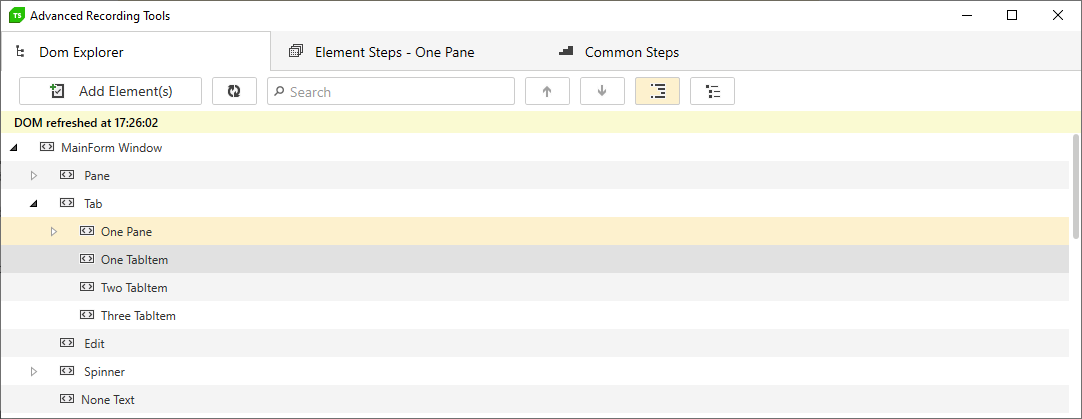 TS Advanced Recording Tools
Dom Explorer Element Steps - One Pane Common Steps
Add Element(s) Search
DOM refreshed at 17:26:02
MainForm Window
Pane
Tab
One Pane
One TabItem
Two TabItem
Three TabItem
Edit
Spinner
None Text